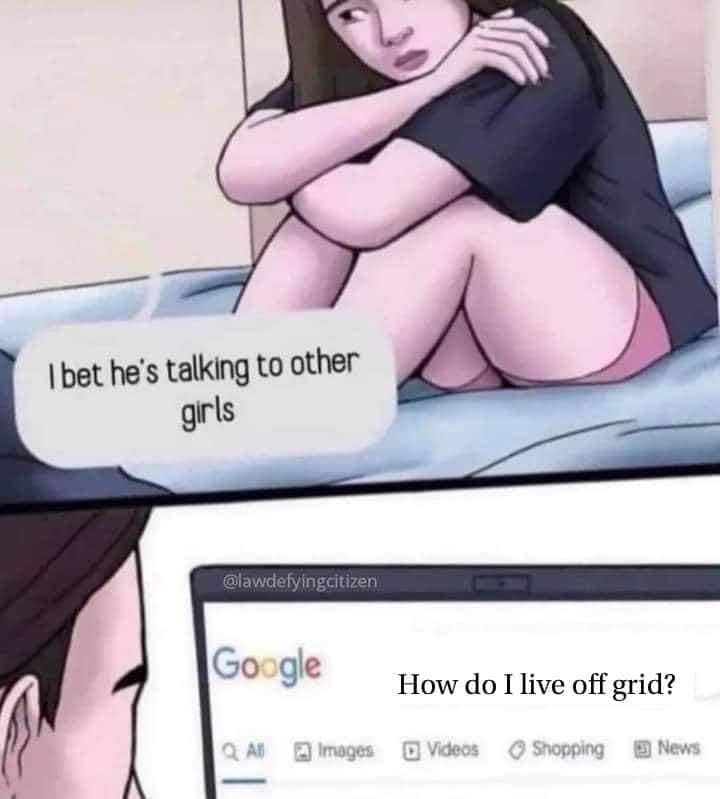 I bet he's talking to other
girls
@lawdefyingcitizen
Google
How do I live off grid?
All Images Videos Shopping News